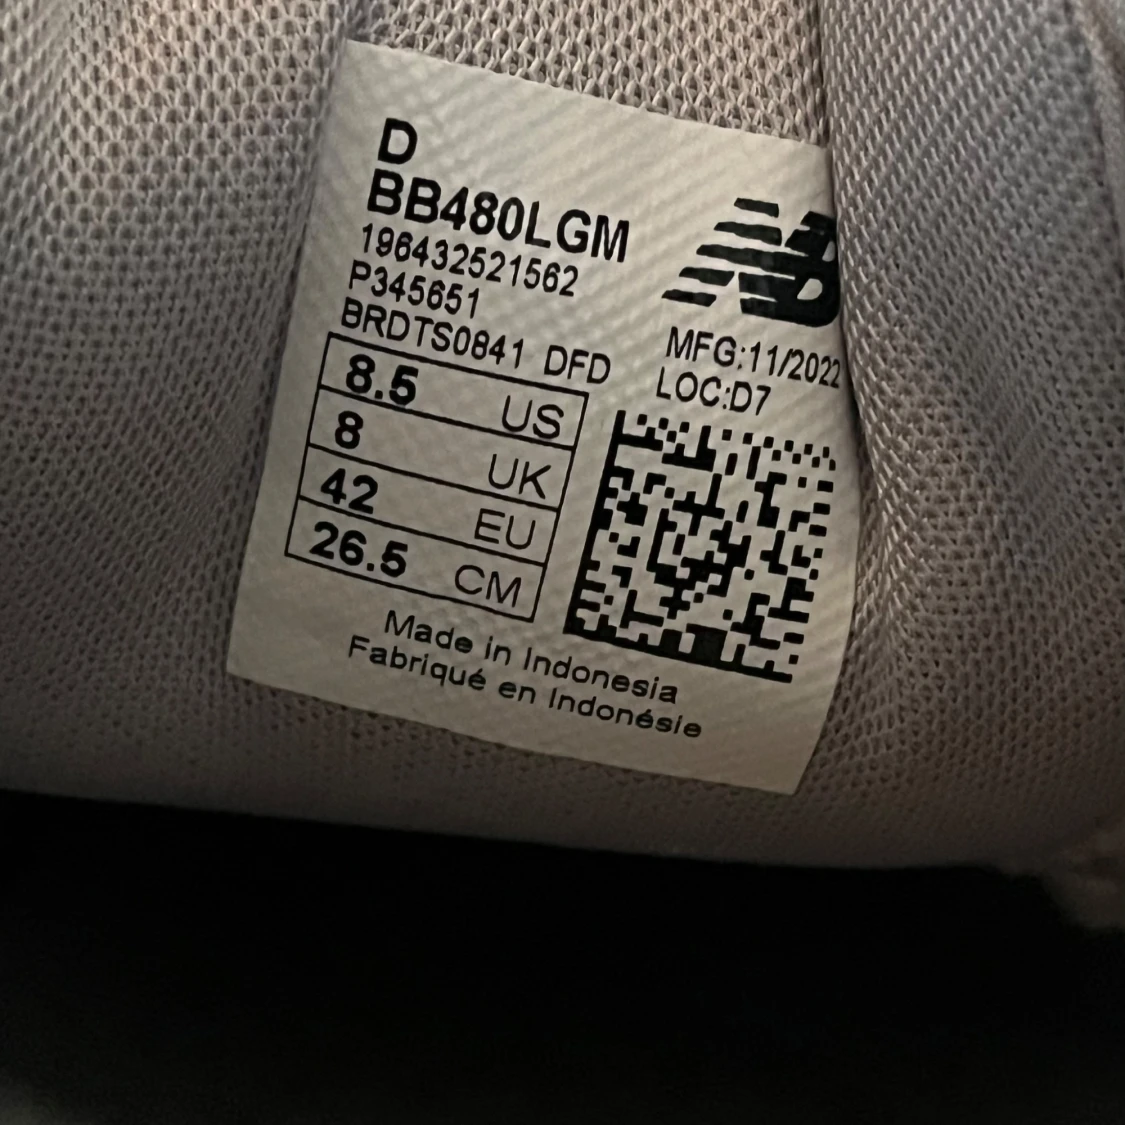 D
BB480LGM
196432521562
P345651
BRDTS0841 DFD
8.5 US
8 UK
42 EU
26.5 CM
NB
MFG:11/2022
LOC:D7
Made in Indonesia
Fabriqué en Indonésie